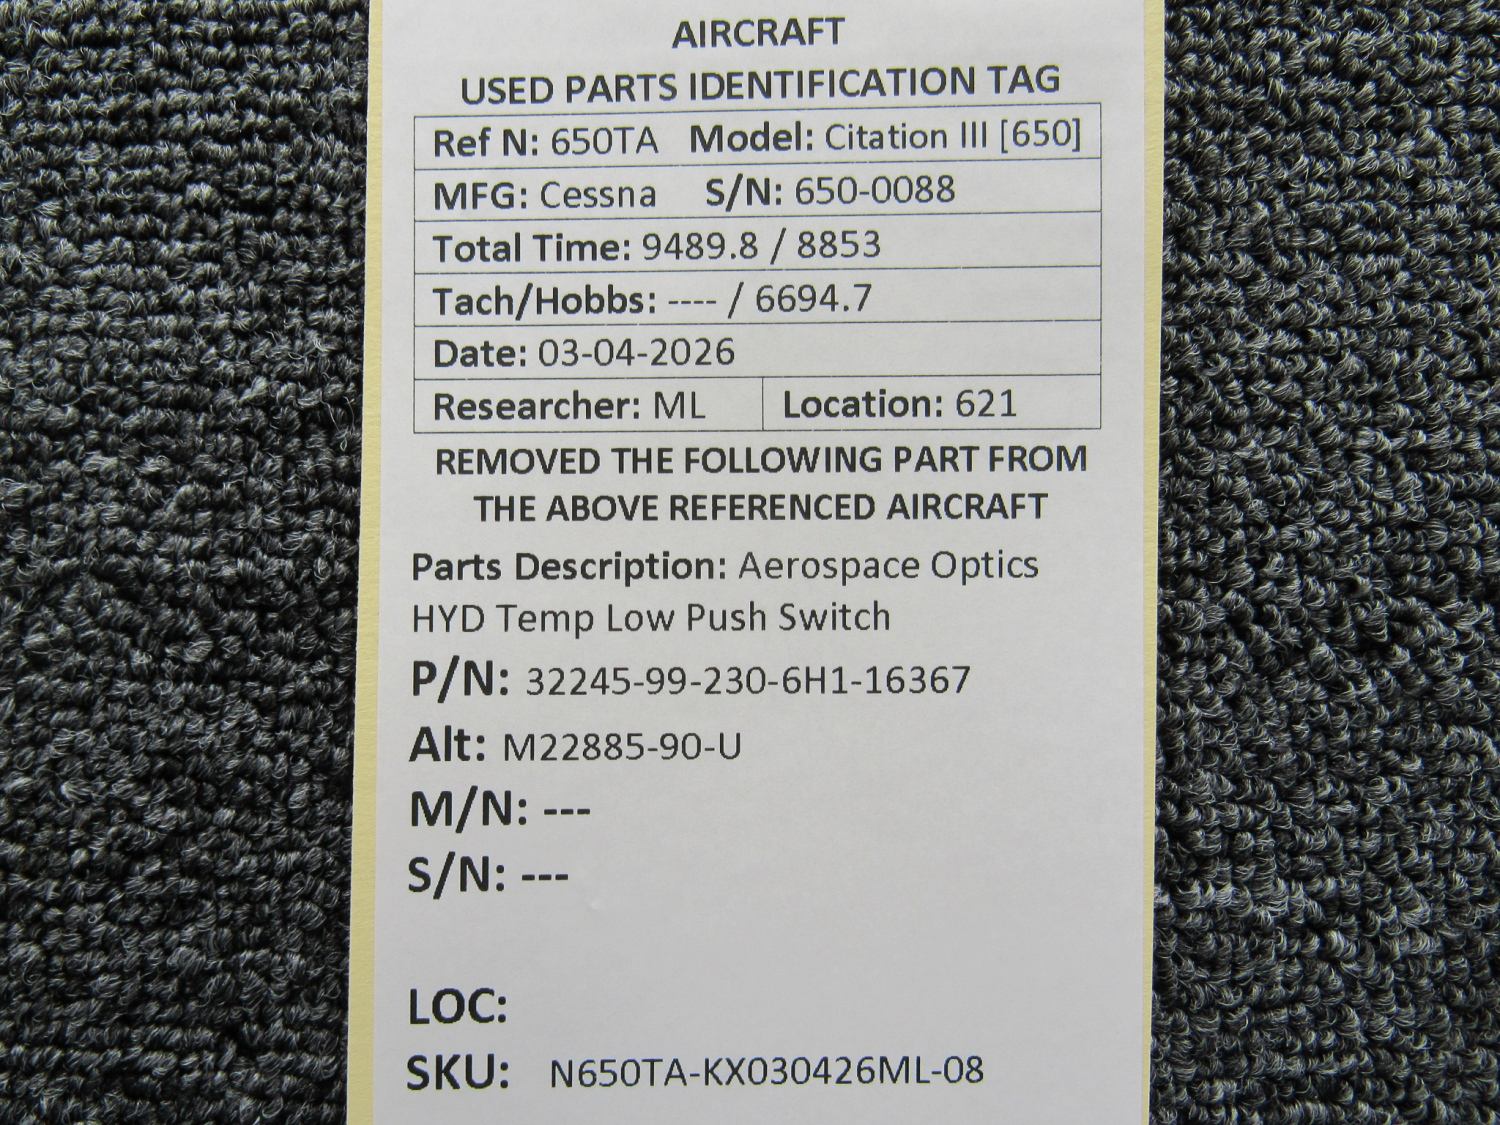 AIRCRAFT
USED PARTS IDENTIFICATION TAG
Ref N: 650TA Model: Citation III [650]
MFG: Cessna S/N: 650-0088
Total Time: 9489.8 / 8853
Tach/Hobbs: ---- / 6694.7
Date: 03-04-2026
Researcher: ML Location: 621
REMOVED THE FOLLOWING PART FROM
THE ABOVE REFERENCED AIRCRAFT
Parts Description: Aerospace Optics
HYD Temp Low Push Switch
P/N: 32245-99-230-6H1-16367
Alt: M22885-90-U
M/N: ---
S/N: ---
LOC:
SKU: N650TA-KX030426ML-08